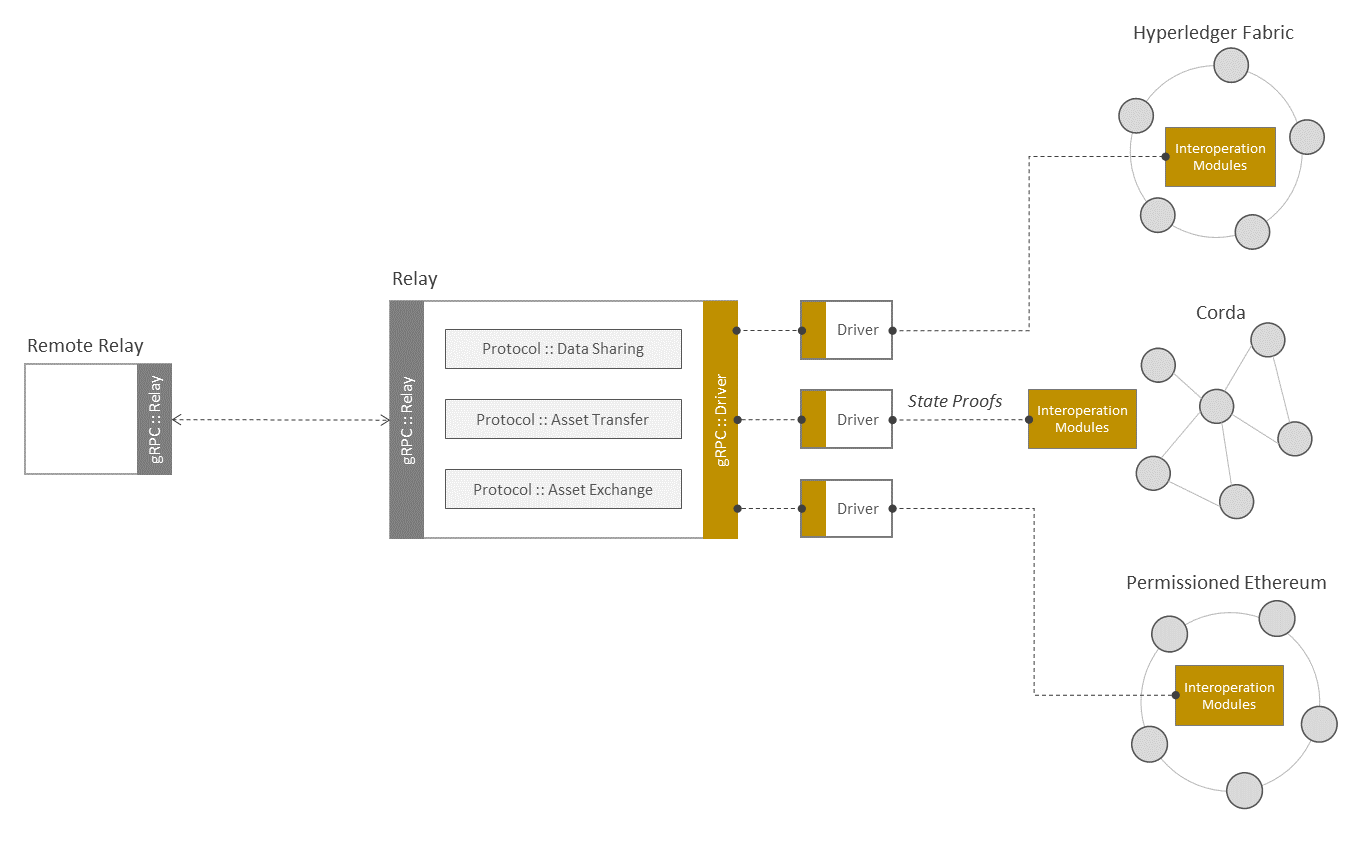 Hyperledger Fabric
Interoperation
Modules
Relay
Remote Relay
gRPC :: Relay
gRPC :: Relay
Protocol :: Data Sharing
Protocol :: Asset Transfer
Protocol :: Asset Exchange
gRPC :: Driver
Driver
Driver
Driver
State Proofs
Corda
Interoperation
Modules
Permissioned Ethereum
Interoperation
Modules